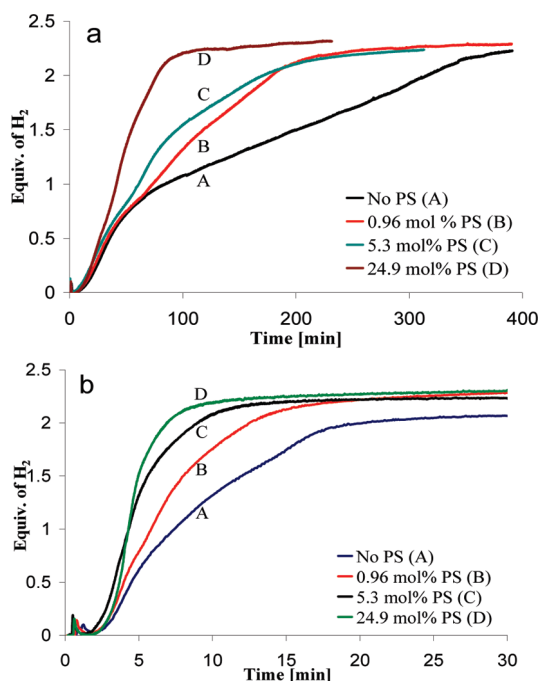 a
2.5
2
1.5
1
0.5
0
Equiv. of H2
D
C
B
A
No PS (A)
0.96 mol % PS (B)
5.3 mol% PS (C)
24.9 mol% PS (D)
0 100 200 300 400
Time [min]
b
2.5
2
1.5
1
0.5
0
Equiv. of H2
D
C
B
A
No PS (A)
0.96 mol% PS (B)
5.3 mol% PS (C)
24.9 mol% PS (D)
0 5 10 15 20 25 30
Time [min]